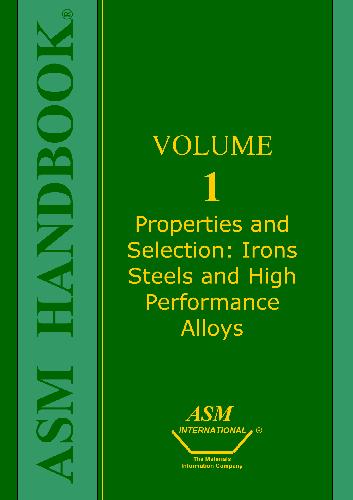 ASM HANDBOOK®
VOLUME
1
Properties and
Selection: Irons
Steels and High
Performance
Alloys
ASM
INTERNATIONAL ®
The Materials
Information Company